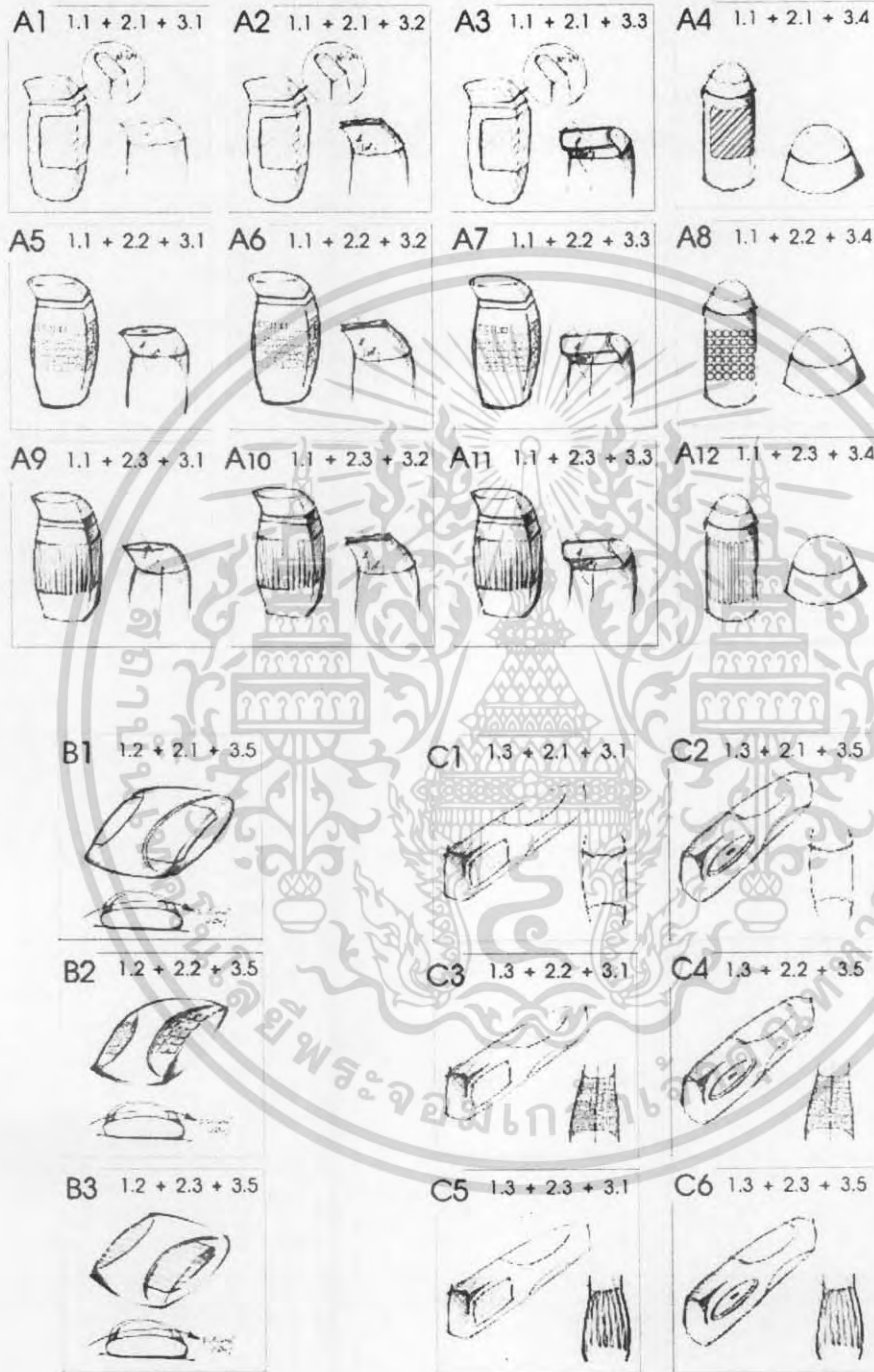 A1 1.1 + 2.1 + 3.1
A2 1.1 + 2.1 + 3.2
A3 1.1 + 2.1 + 3.3
A4 1.1 + 2.1 + 3.4
A5 1.1 + 2.2 + 3.1
A6 1.1 + 2.2 + 3.2
A7 1.1 + 2.2 + 3.3
A8 1.1 + 2.2 + 3.4
A9 1.1 + 2.3 + 3.1
A10 1.1 + 2.3 + 3.2
A11 1.1 + 2.3 + 3.3
A12 1.1 + 2.3 + 3.4
B1 1.2 + 2.1 + 3.5
C1 1.3 + 2.1 + 3.1
C2 1.3 + 2.1 + 3.5
B2 1.2 + 2.2 + 3.5
C3 1.3 + 2.2 + 3.1
C4 1.3 + 2.2 + 3.5
B3 1.2 + 2.3 + 3.5
C5 1.3 + 2.3 + 3.1
C6 1.3 + 2.3 + 3.5